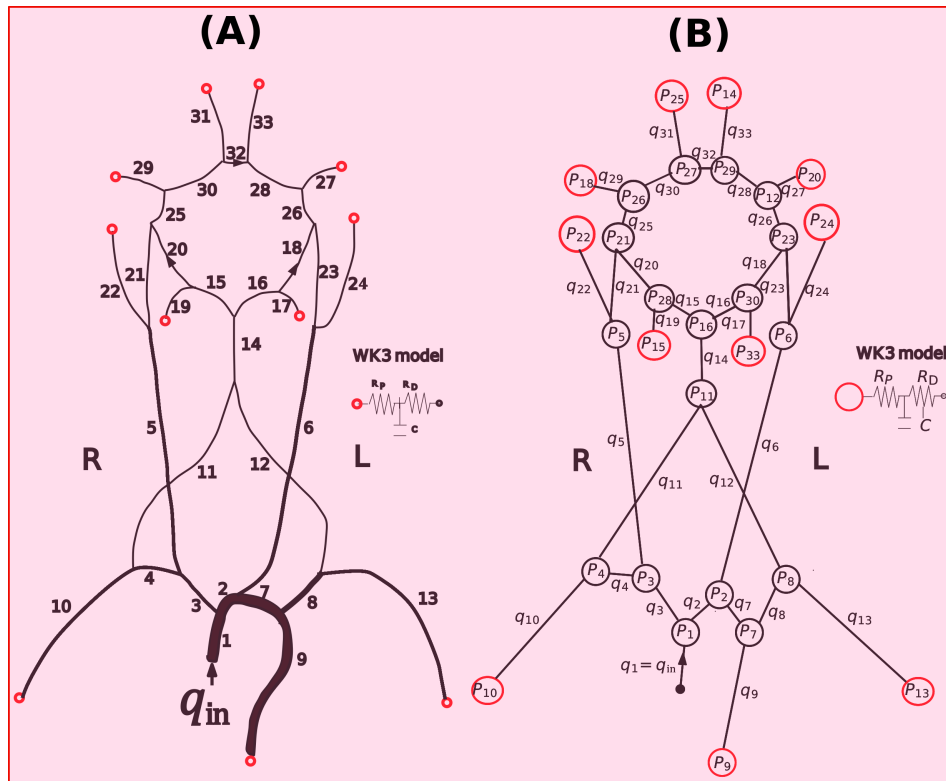 (A)
31
33
32
29
30
28
27
25
26
20
18
21
15
16
23
24
22
19
17
14
WK3 model
R_P R_D
C
5
6
R
L
11
12
4
2
7
10
3
8
13
1
9
q_in
(B)
P_25
P_14
q_31
q_33
q_32
P_27
P_29
P_18
q_29
q_30
q_28
P_12
q_27
P_20
P_26
q_25
q_26
P_22
P_21
P_23
P_24
q_20
q_18
q_22
q_21
P_28
q_15
q_16
P_30
q_23
q_24
q_19
P_16
q_17
P_5
P_15
P_33
P_6
q_14
WK3 model
R_P R_D
C
P_11
q_5
q_6
R
L
q_11
q_12
P_4
P_3
q_4
P_2
P_8
q_10
q_3
q_2
q_7
q_8
q_13
P_1
P_7
q_1 = q_in
P_10
q_9
P_13
P_9